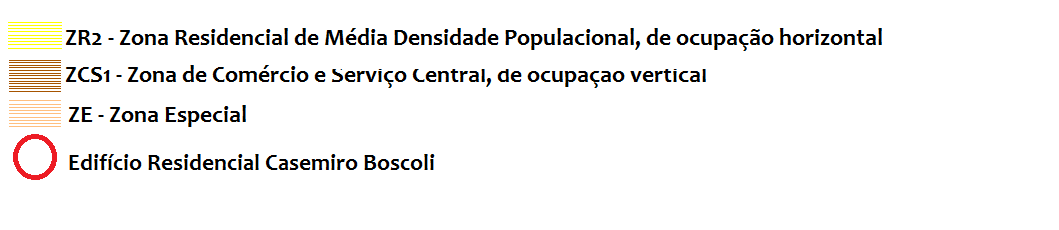 ZR2 - Zona Residencial de Média Densidade Populacional, de ocupação horizontal
ZCS1 - Zona de Comércio e Serviço Central, de ocupação vertical
ZE - Zona Especial
Edifício Residencial Casemiro Boscoli